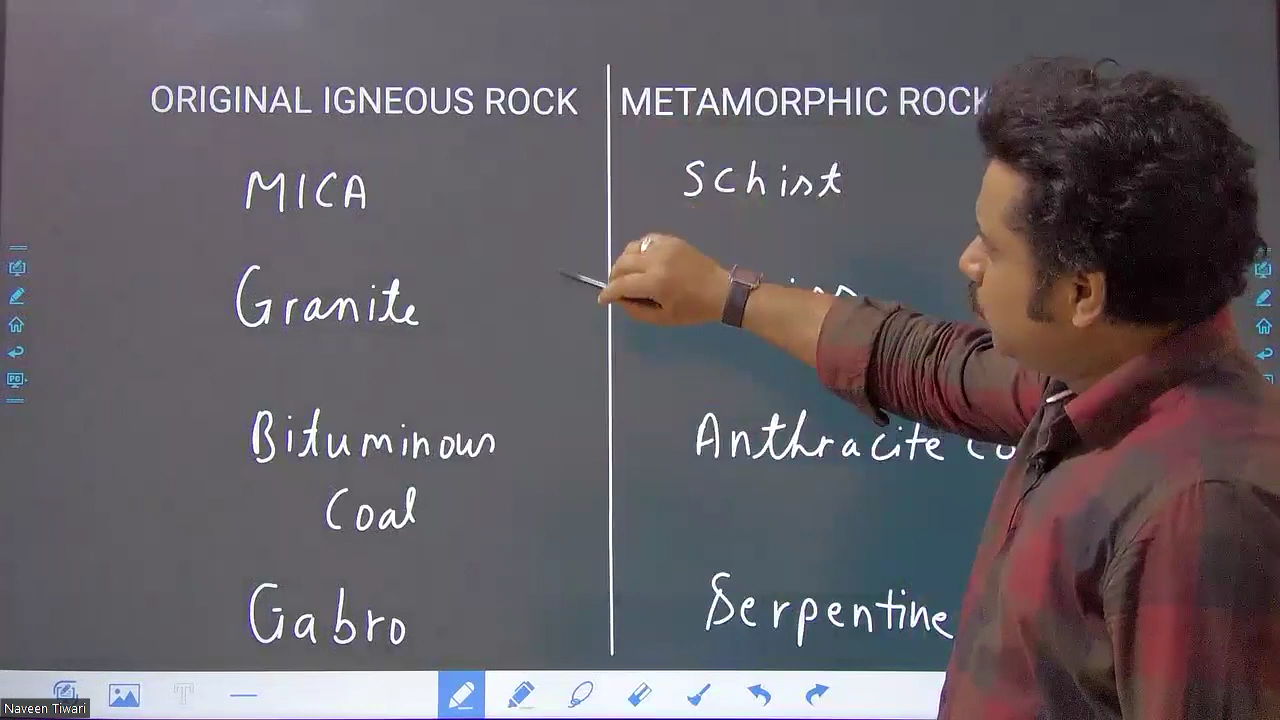 ORIGINAL IGNEOUS ROCK
METAMORPHIC ROCK
MICA
Schist
Granite
Bituminous
Coal
Anthracite
Gabro
Serpentine
Naveen Tiwari